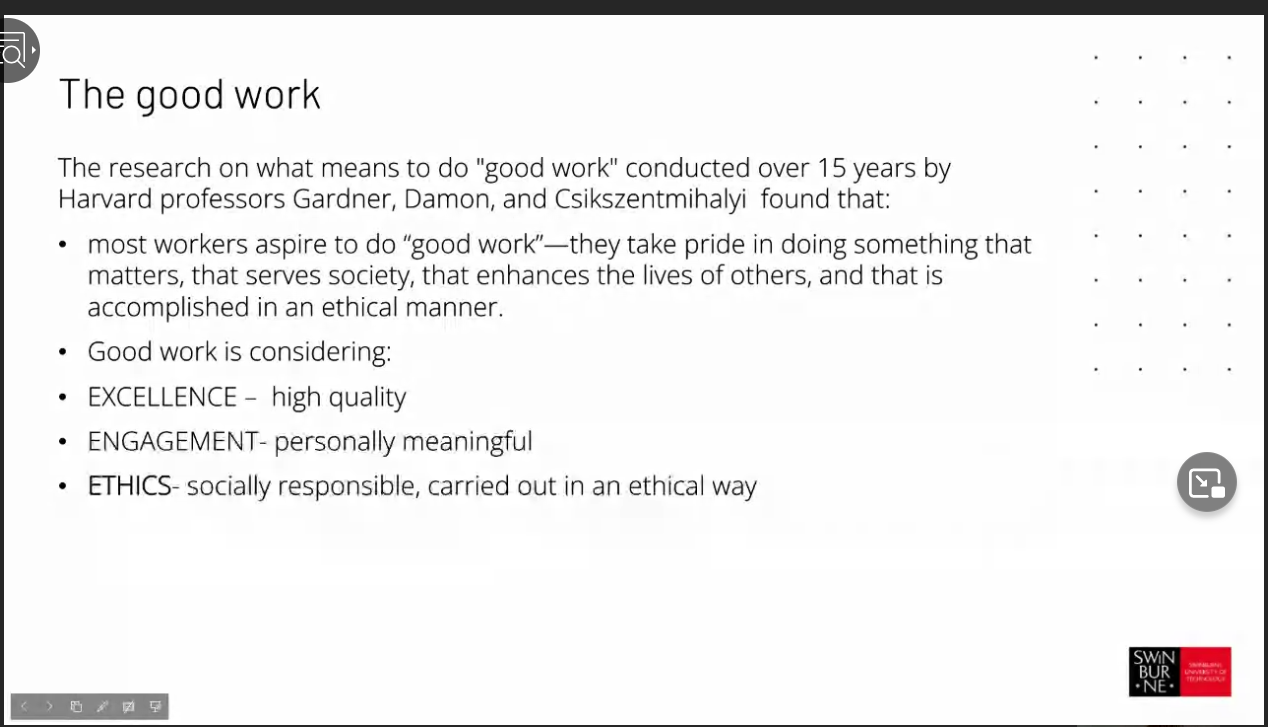 The good work
The research on what means to do "good work" conducted over 15 years by
Harvard professors Gardner, Damon, and Csikszentmihalyi  found that:
• most workers aspire to do “good work”—they take pride in doing something that
matters, that serves society, that enhances the lives of others, and that is
accomplished in an ethical manner.
• Good work is considering:
• EXCELLENCE –  high quality
• ENGAGEMENT- personally meaningful
• ETHICS- socially responsible, carried out in an ethical way
SWIN
BUR
• NE •
SWINBURNE
UNIVERSITY OF
TECHNOLOGY